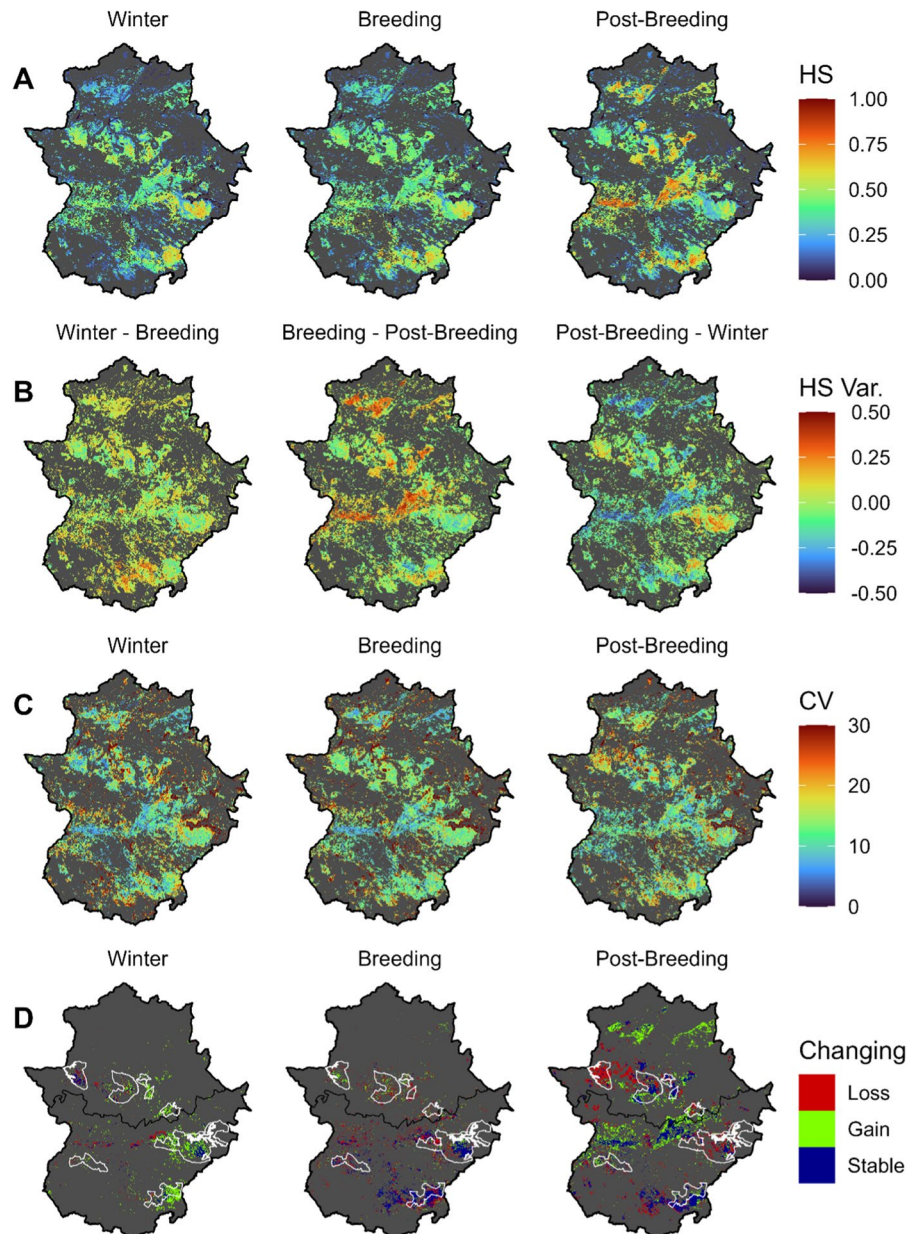 Winter Breeding Post-Breeding
A
HS
1.00
0.75
0.50
0.25
0.00
Winter - Breeding Breeding - Post-Breeding Post-Breeding - Winter
B
HS Var.
0.50
0.25
0.00
-0.25
-0.50
Winter Breeding Post-Breeding
C
CV
30
20
10
0
Winter Breeding Post-Breeding
D
Changing
Loss
Gain
Stable